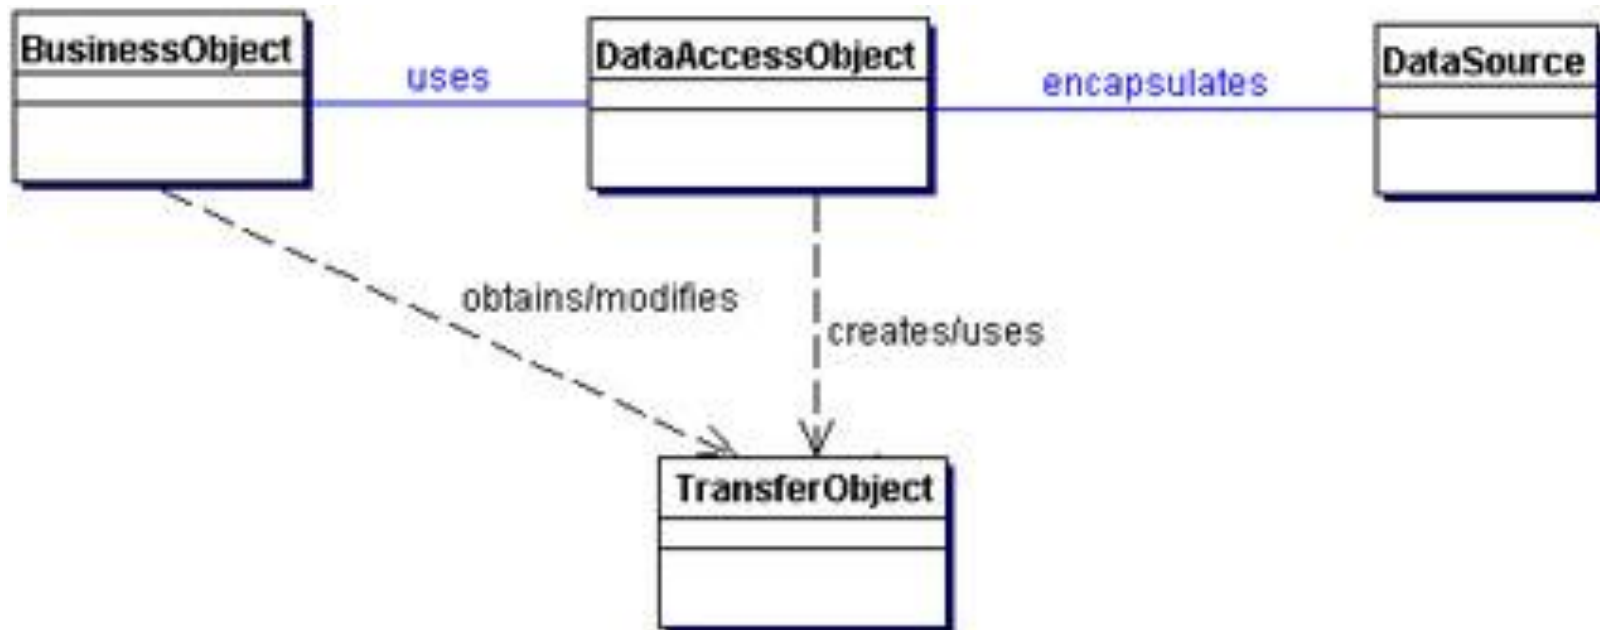 BusinessObject
uses
DataAccessObject
encapsulates
DataSource
obtains/modifies
creates/uses
TransferObject